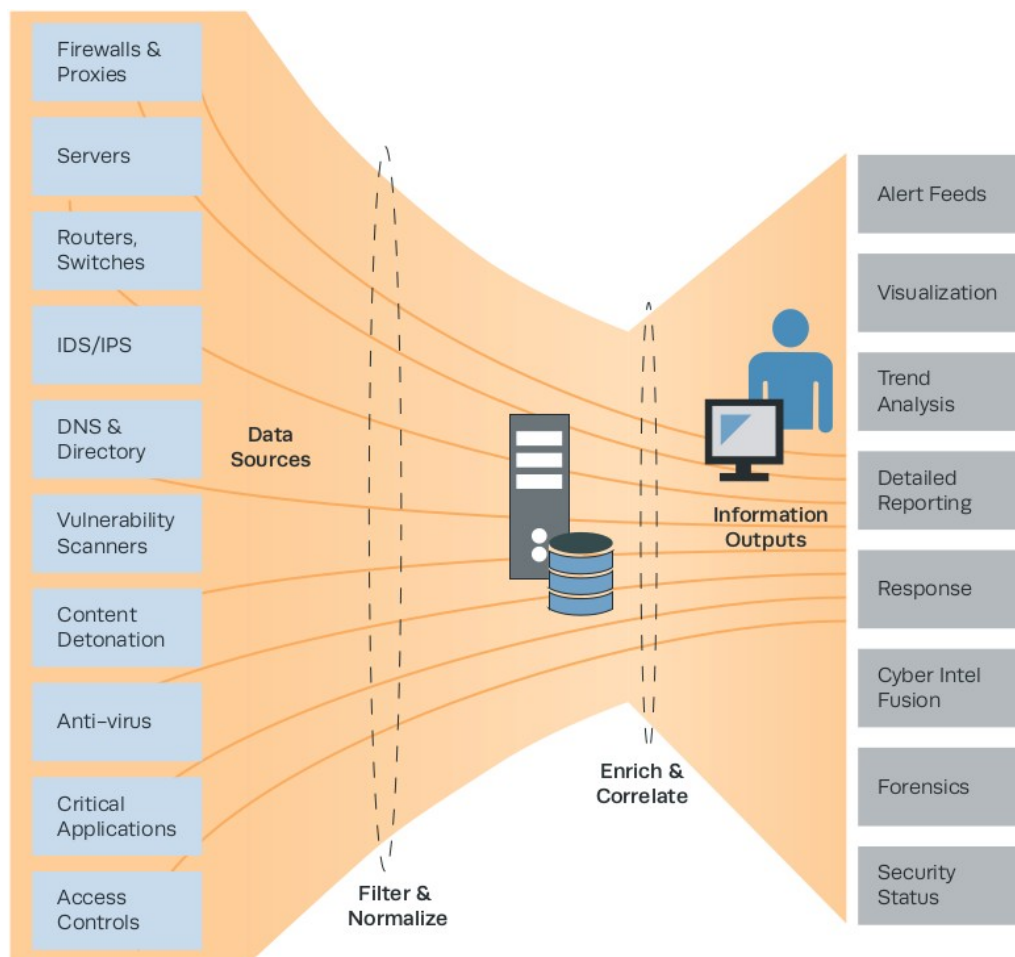 Firewalls &
Proxies
Servers
Routers,
Switches
IDS/IPS
DNS &
Directory
Vulnerability
Scanners
Content
Detonation
Anti-virus
Critical
Applications
Access
Controls
Data
Sources
Filter &
Normalize
Enrich &
Correlate
Information
Outputs
Alert Feeds
Visualization
Trend
Analysis
Detailed
Reporting
Response
Cyber Intel
Fusion
Forensics
Security
Status